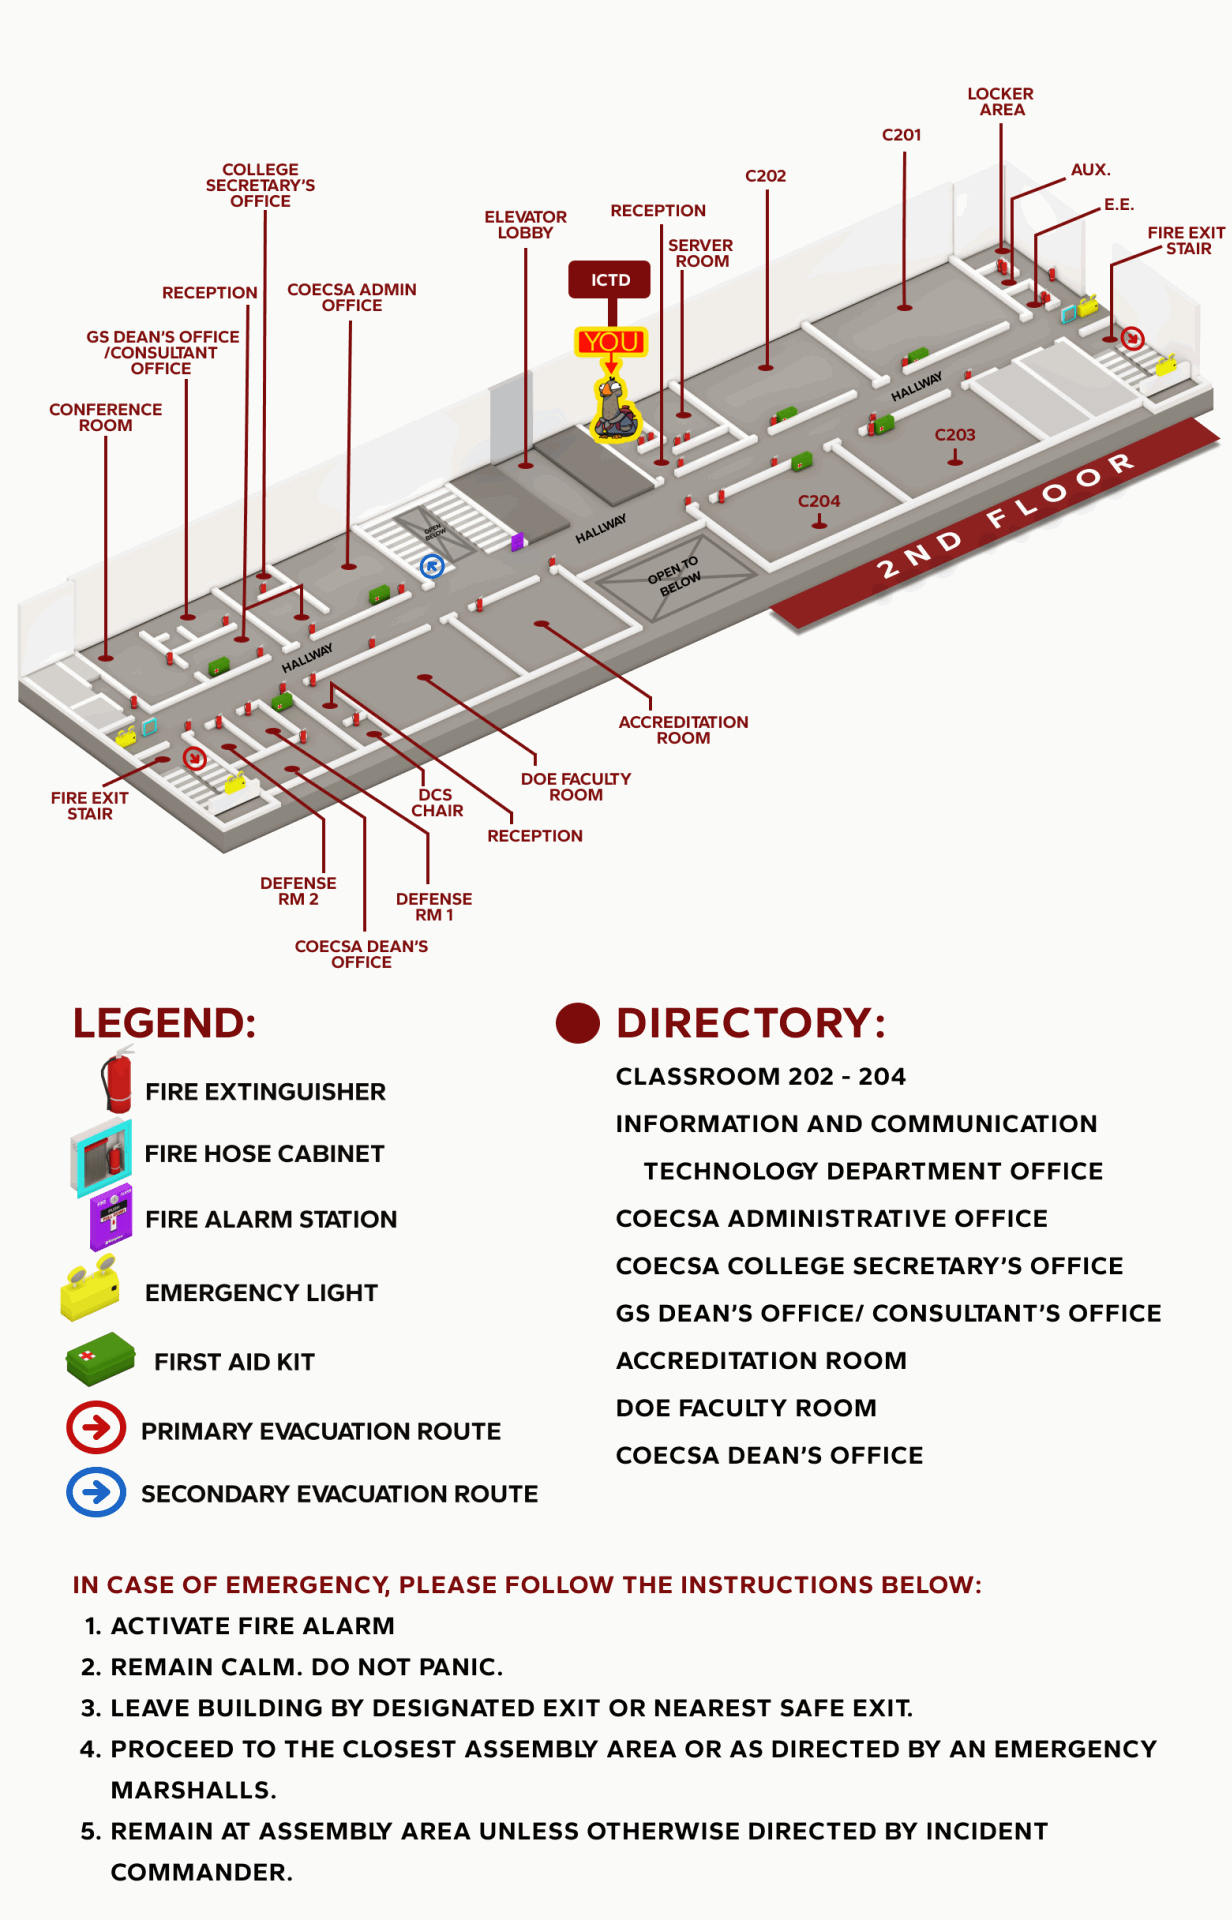 LOCKER
AREA
C201
AUX.
C202
COLLEGE
SECRETARY'S
OFFICE
E.E.
RECEPTION
ELEVATOR
LOBBY
FIRE EXIT
STAIR
SERVER
ROOM
ICTD
RECEPTION
COECSA ADMIN
OFFICE
GS DEAN'S OFFICE
/CONSULTANT
OFFICE
YOU
CONFERENCE
ROOM
HALLWAY
C203
C204
2ND FLOOR
OPEN
BELOW
HALLWAY
OPEN TO
BELOW
HALLWAY
ACCREDITATION
ROOM
DOE FACULTY
ROOM
FIRE EXIT
STAIR
DCS
CHAIR
RECEPTION
DEFENSE
RM 2
DEFENSE
RM 1
COECSA DEAN'S
OFFICE
LEGEND:
FIRE EXTINGUISHER
FIRE HOSE CABINET
FIRE ALARM STATION
EMERGENCY LIGHT
FIRST AID KIT
PRIMARY EVACUATION ROUTE
SECONDARY EVACUATION ROUTE
DIRECTORY:
CLASSROOM 202 - 204
INFORMATION AND COMMUNICATION
TECHNOLOGY DEPARTMENT OFFICE
COECSA ADMINISTRATIVE OFFICE
COECSA COLLEGE SECRETARY'S OFFICE
GS DEAN'S OFFICE/ CONSULTANT'S OFFICE
ACCREDITATION ROOM
DOE FACULTY ROOM
COECSA DEAN'S OFFICE
IN CASE OF EMERGENCY, PLEASE FOLLOW THE INSTRUCTIONS BELOW:
1. ACTIVATE FIRE ALARM
2. REMAIN CALM. DO NOT PANIC.
3. LEAVE BUILDING BY DESIGNATED EXIT OR NEAREST SAFE EXIT.
4. PROCEED TO THE CLOSEST ASSEMBLY AREA OR AS DIRECTED BY AN EMERGENCY
MARSHALLS.
5. REMAIN AT ASSEMBLY AREA UNLESS OTHERWISE DIRECTED BY INCIDENT
COMMANDER.